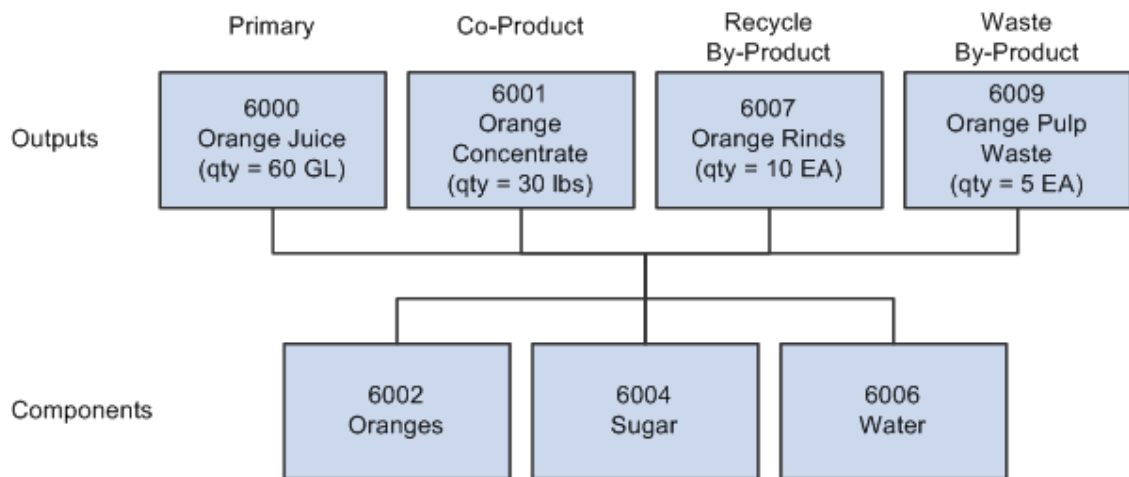 Primary
Co-Product
Recycle
By-Product
Waste
By-Product
Outputs
6000
Orange Juice
(qty = 60 GL)
6001
Orange
Concentrate
(qty = 30 lbs)
6007
Orange Rinds
(qty = 10 EA)
6009
Orange Pulp
Waste
(qty = 5 EA)
Components
6002
Oranges
6004
Sugar
6006
Water